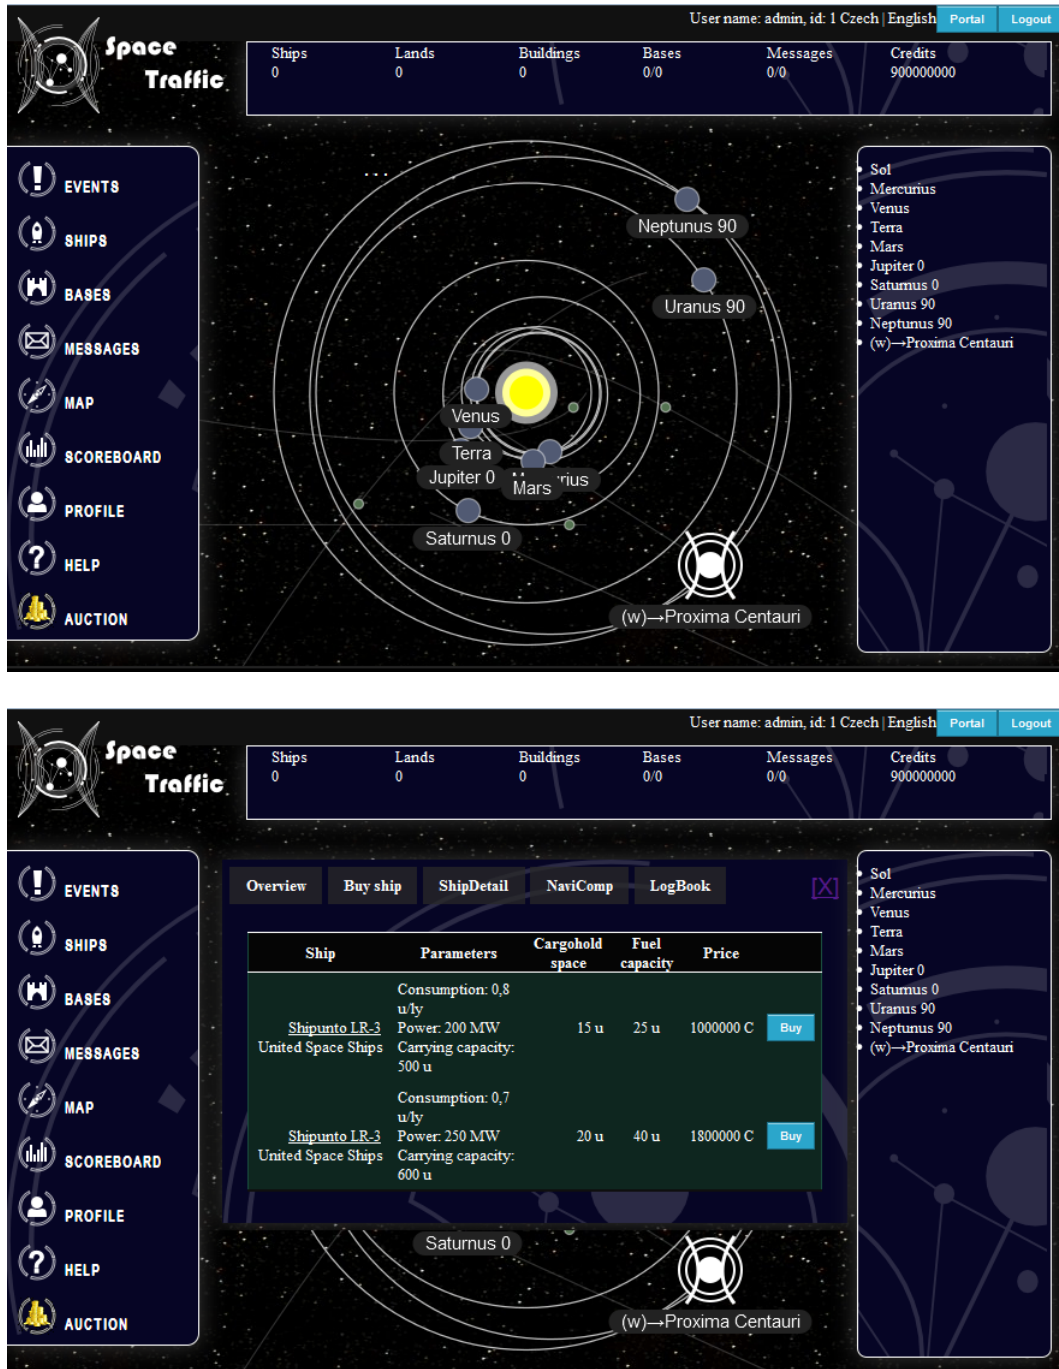 User name: admin, id: 1 Czech | English Portal Logout
Space
Traffic
Ships Lands Buildings Bases Messages Credits
0 0 0 0/0 0/0 900000000
EVENTS
SHIPS
BASES
MESSAGES
MAP
SCOREBOARD
PROFILE
HELP
AUCTION
...
Neptunus 90
Uranus 90
Venus
Terra
Jupiter 0
Mars
Saturnus 0
(w)→Proxima Centauri
Sol
Mercurius
Venus
Terra
Mars
Jupiter 0
Saturnus 0
Uranus 90
Neptunus 90
(w)→Proxima Centauri
User name: admin, id: 1 Czech | English Portal Logout
Space
Traffic
Ships Lands Buildings Bases Messages Credits
0 0 0 0/0 0/0 900000000
EVENTS
SHIPS
BASES
MESSAGES
MAP
SCOREBOARD
PROFILE
HELP
AUCTION
Overview Buy ship ShipDetail NaviComp LogBook [X]
Ship Parameters Cargohold Fuel Price
space capacity
Consumption: 0,8
u/ly
Shipunto LR-3 Power: 200 MW 15 u 25 u 1000000 C Buy
United Space Ships Carrying capacity:
500 u
Consumption: 0,7
u/ly
Shipunto LR-3 Power: 250 MW 20 u 40 u 1800000 C Buy
United Space Ships Carrying capacity:
600 u
Saturnus 0
(w)→Proxima Centauri
Sol
Mercurius
Venus
Terra
Mars
Jupiter 0
Saturnus 0
Uranus 90
Neptunus 90
(w)→Proxima Centauri